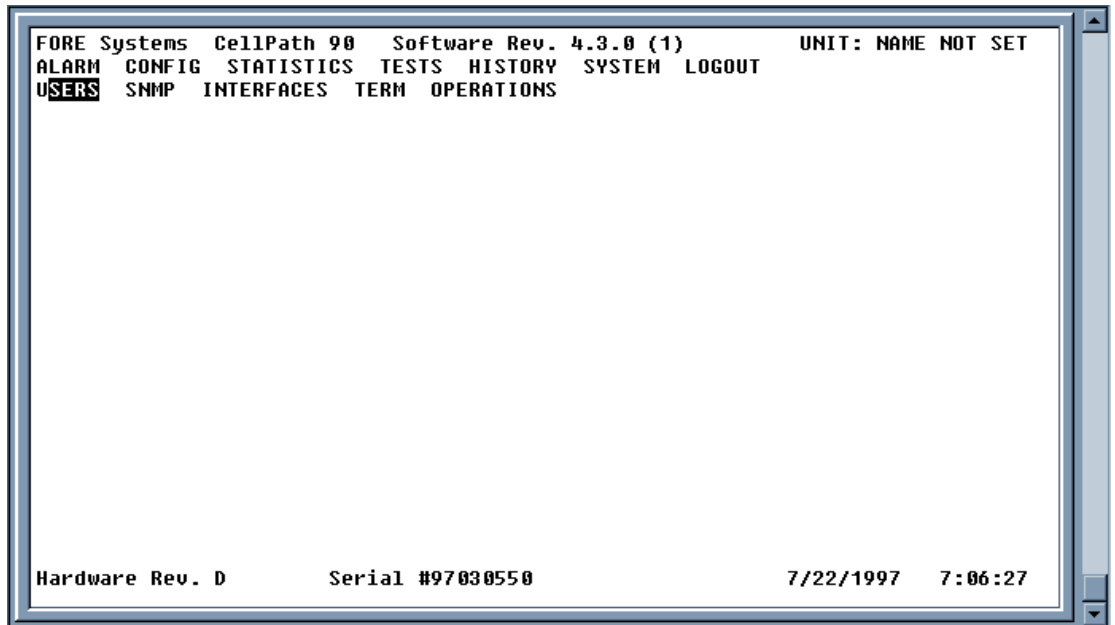 FORE Systems CellPath 90 Software Rev. 4.3.0 (1) UNIT: NAME NOT SET
ALARM CONFIG STATISTICS TESTS HISTORY SYSTEM LOGOUT
USERS SNMP INTERFACES TERM OPERATIONS
Hardware Rev. D Serial #97030550 7/22/1997 7:06:27